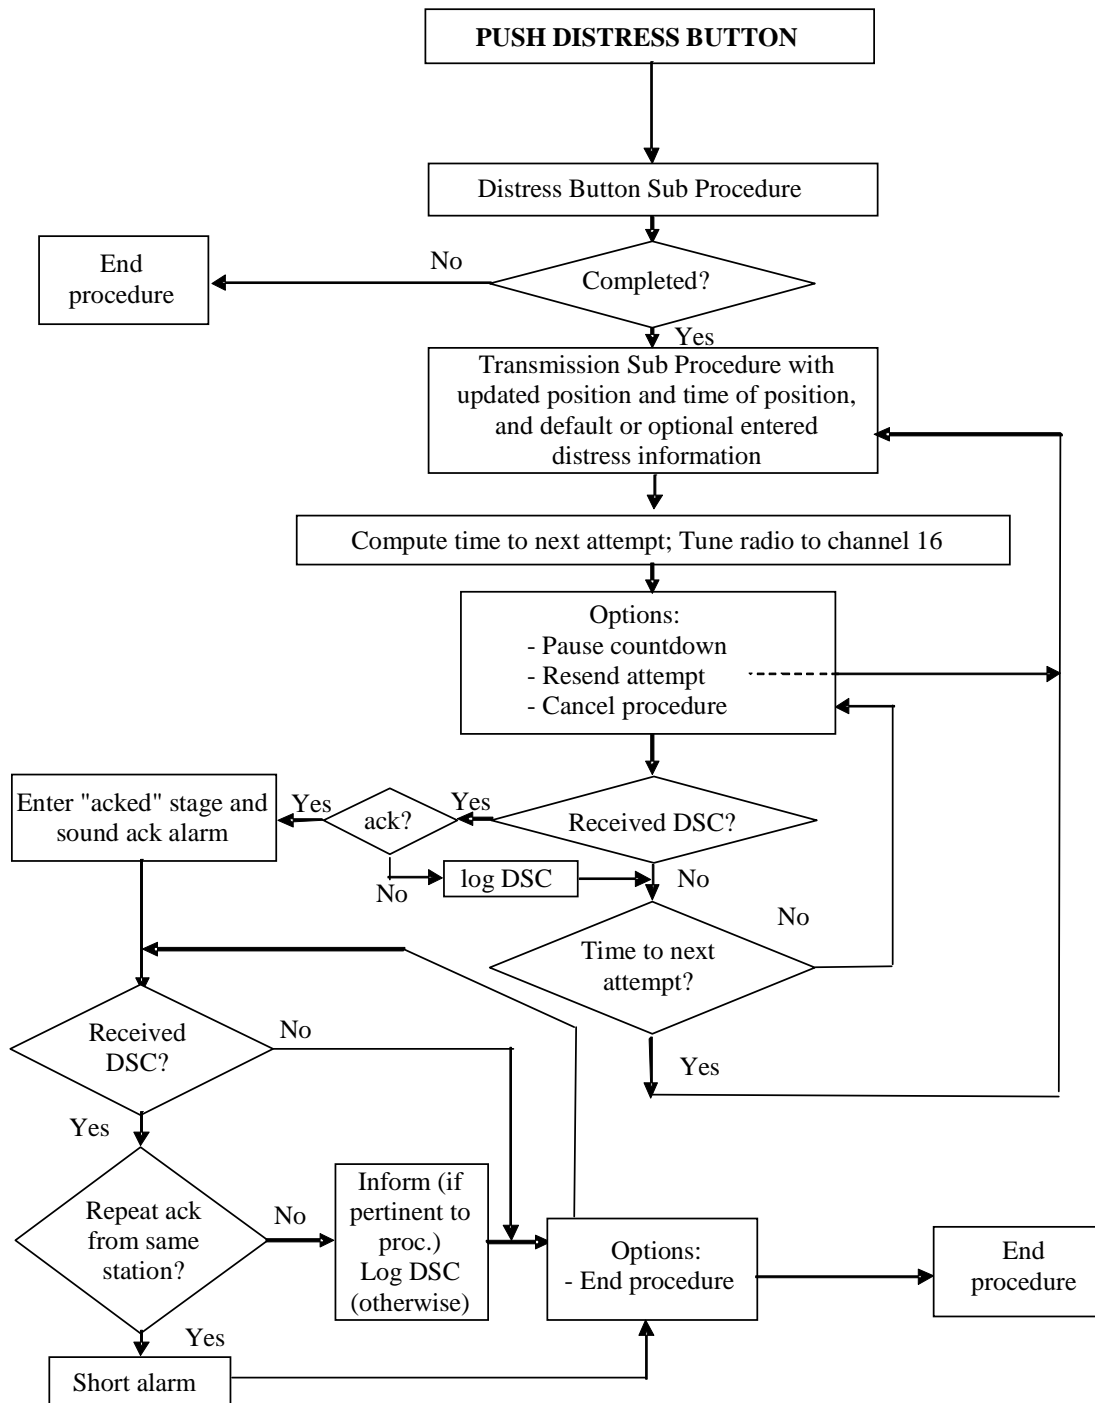 PUSH DISTRESS BUTTON
Distress Button Sub Procedure
End
procedure
No
Completed?
Yes
Transmission Sub Procedure with
updated position and time of position,
and default or optional entered
distress information
Compute time to next attempt; Tune radio to channel 16
Options:
- Pause countdown
- Resend attempt
- Cancel procedure
Enter "acked" stage and
sound ack alarm
Yes
ack?
Yes
Received DSC?
No
log DSC
No
Time to next
attempt?
No
Yes
Received
DSC?
No
Yes
Repeat ack
from same
station?
No
Inform (if
pertinent to
proc.)
Log DSC
(otherwise)
Options:
- End procedure
End
procedure
Yes
Short alarm